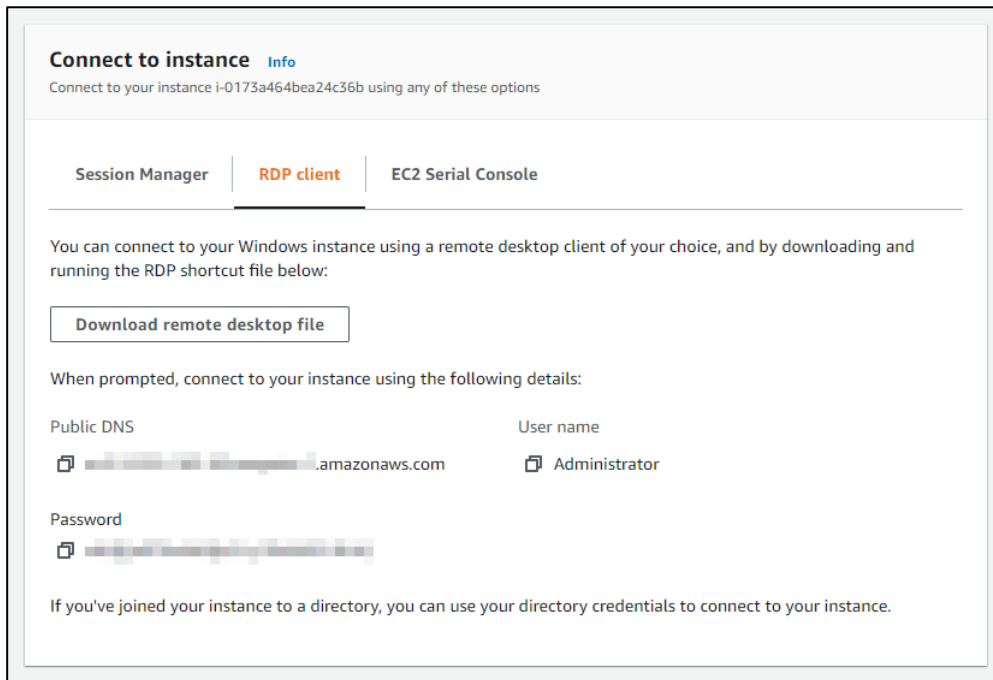 Connect to instance Info
Connect to your instance i-0173a464bea24c36b using any of these options
Session Manager RDP client EC2 Serial Console
You can connect to your Windows instance using a remote desktop client of your choice, and by downloading and
running the RDP shortcut file below:
Download remote desktop file
When prompted, connect to your instance using the following details:
Public DNS User name
.amazonaws.com Administrator
Password
If you've joined your instance to a directory, you can use your directory credentials to connect to your instance.